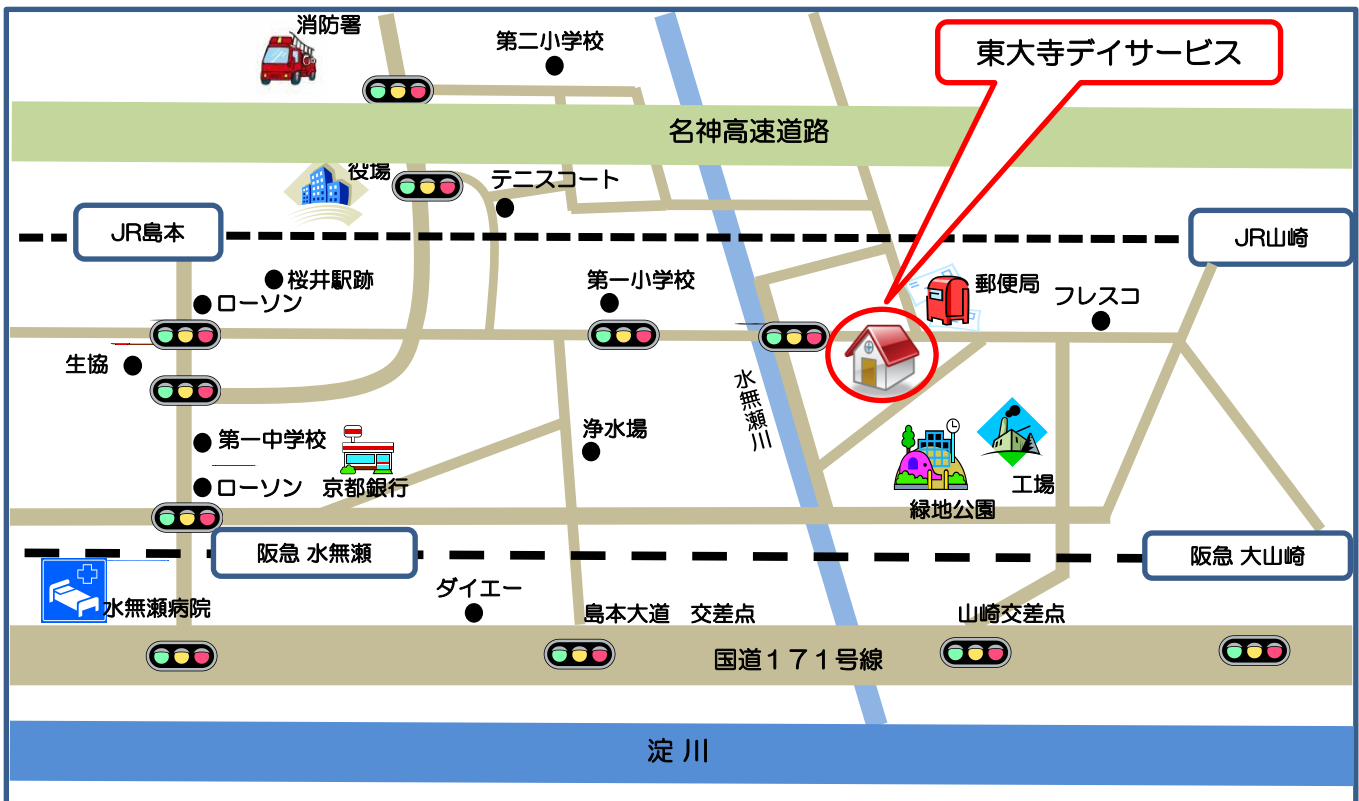 消防署
第二小学校
東大寺デイサービス
名神高速道路
役場
テニスコート
JR島本
JR山崎
桜井駅跡
第一小学校
郵便局
フレスコ
ローソン
生協
水無瀬川
第一中学校
浄水場
ローソン
京都銀行
緑地公園
工場
阪急 水無瀬
阪急 大山崎
ダイエー
水無瀬病院
島本大道 交差点
山崎交差点
国道171号線
淀 川